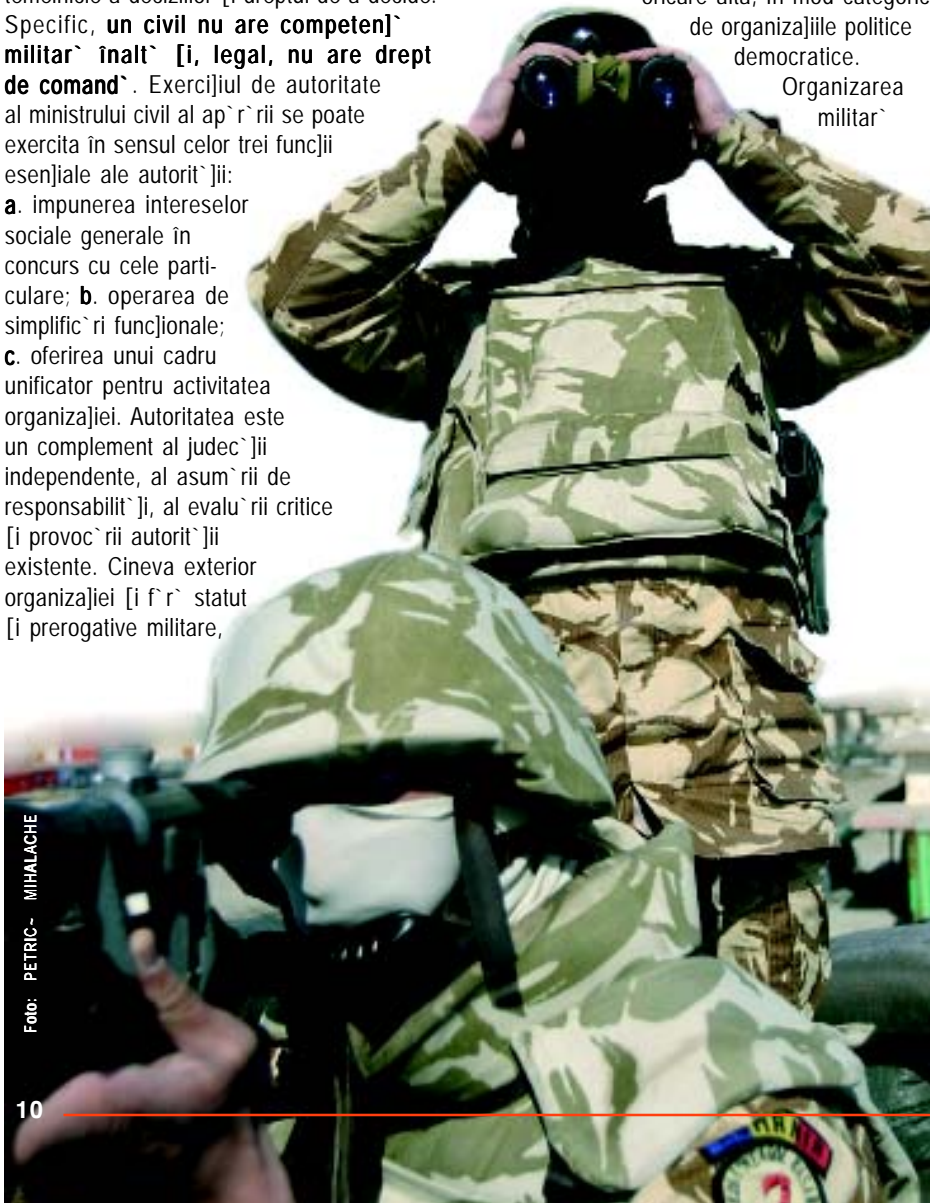 Specific, un civil nu are competen]`
militar` înalt` [i, legal, nu are drept
de comand`. Exerci]iul de autoritate
al ministrului civil al ap`r`rii se poate
exercita în sensul celor trei func]ii
esen]iale ale autorit`]ii:
a. impunerea intereselor
sociale generale în
concurs cu cele parti-
culare; b. operarea de
simplific`ri func]ionale;
c. oferirea unui cadru
unificator pentru activitatea
organiza]iei. Autoritatea este
un complement al judec`]ii
independente, al asum`rii de
responsabilit`]i, al evalu`rii critice
[i provoc`rii autorit`]ii
existente. Cineva exterior
organiza]iei [i f`r` statut
[i prerogative militare,
de organiza]iile politice
democratice.
Organizarea
militar`
Foto: PETRIC~ MIHALACHE
10